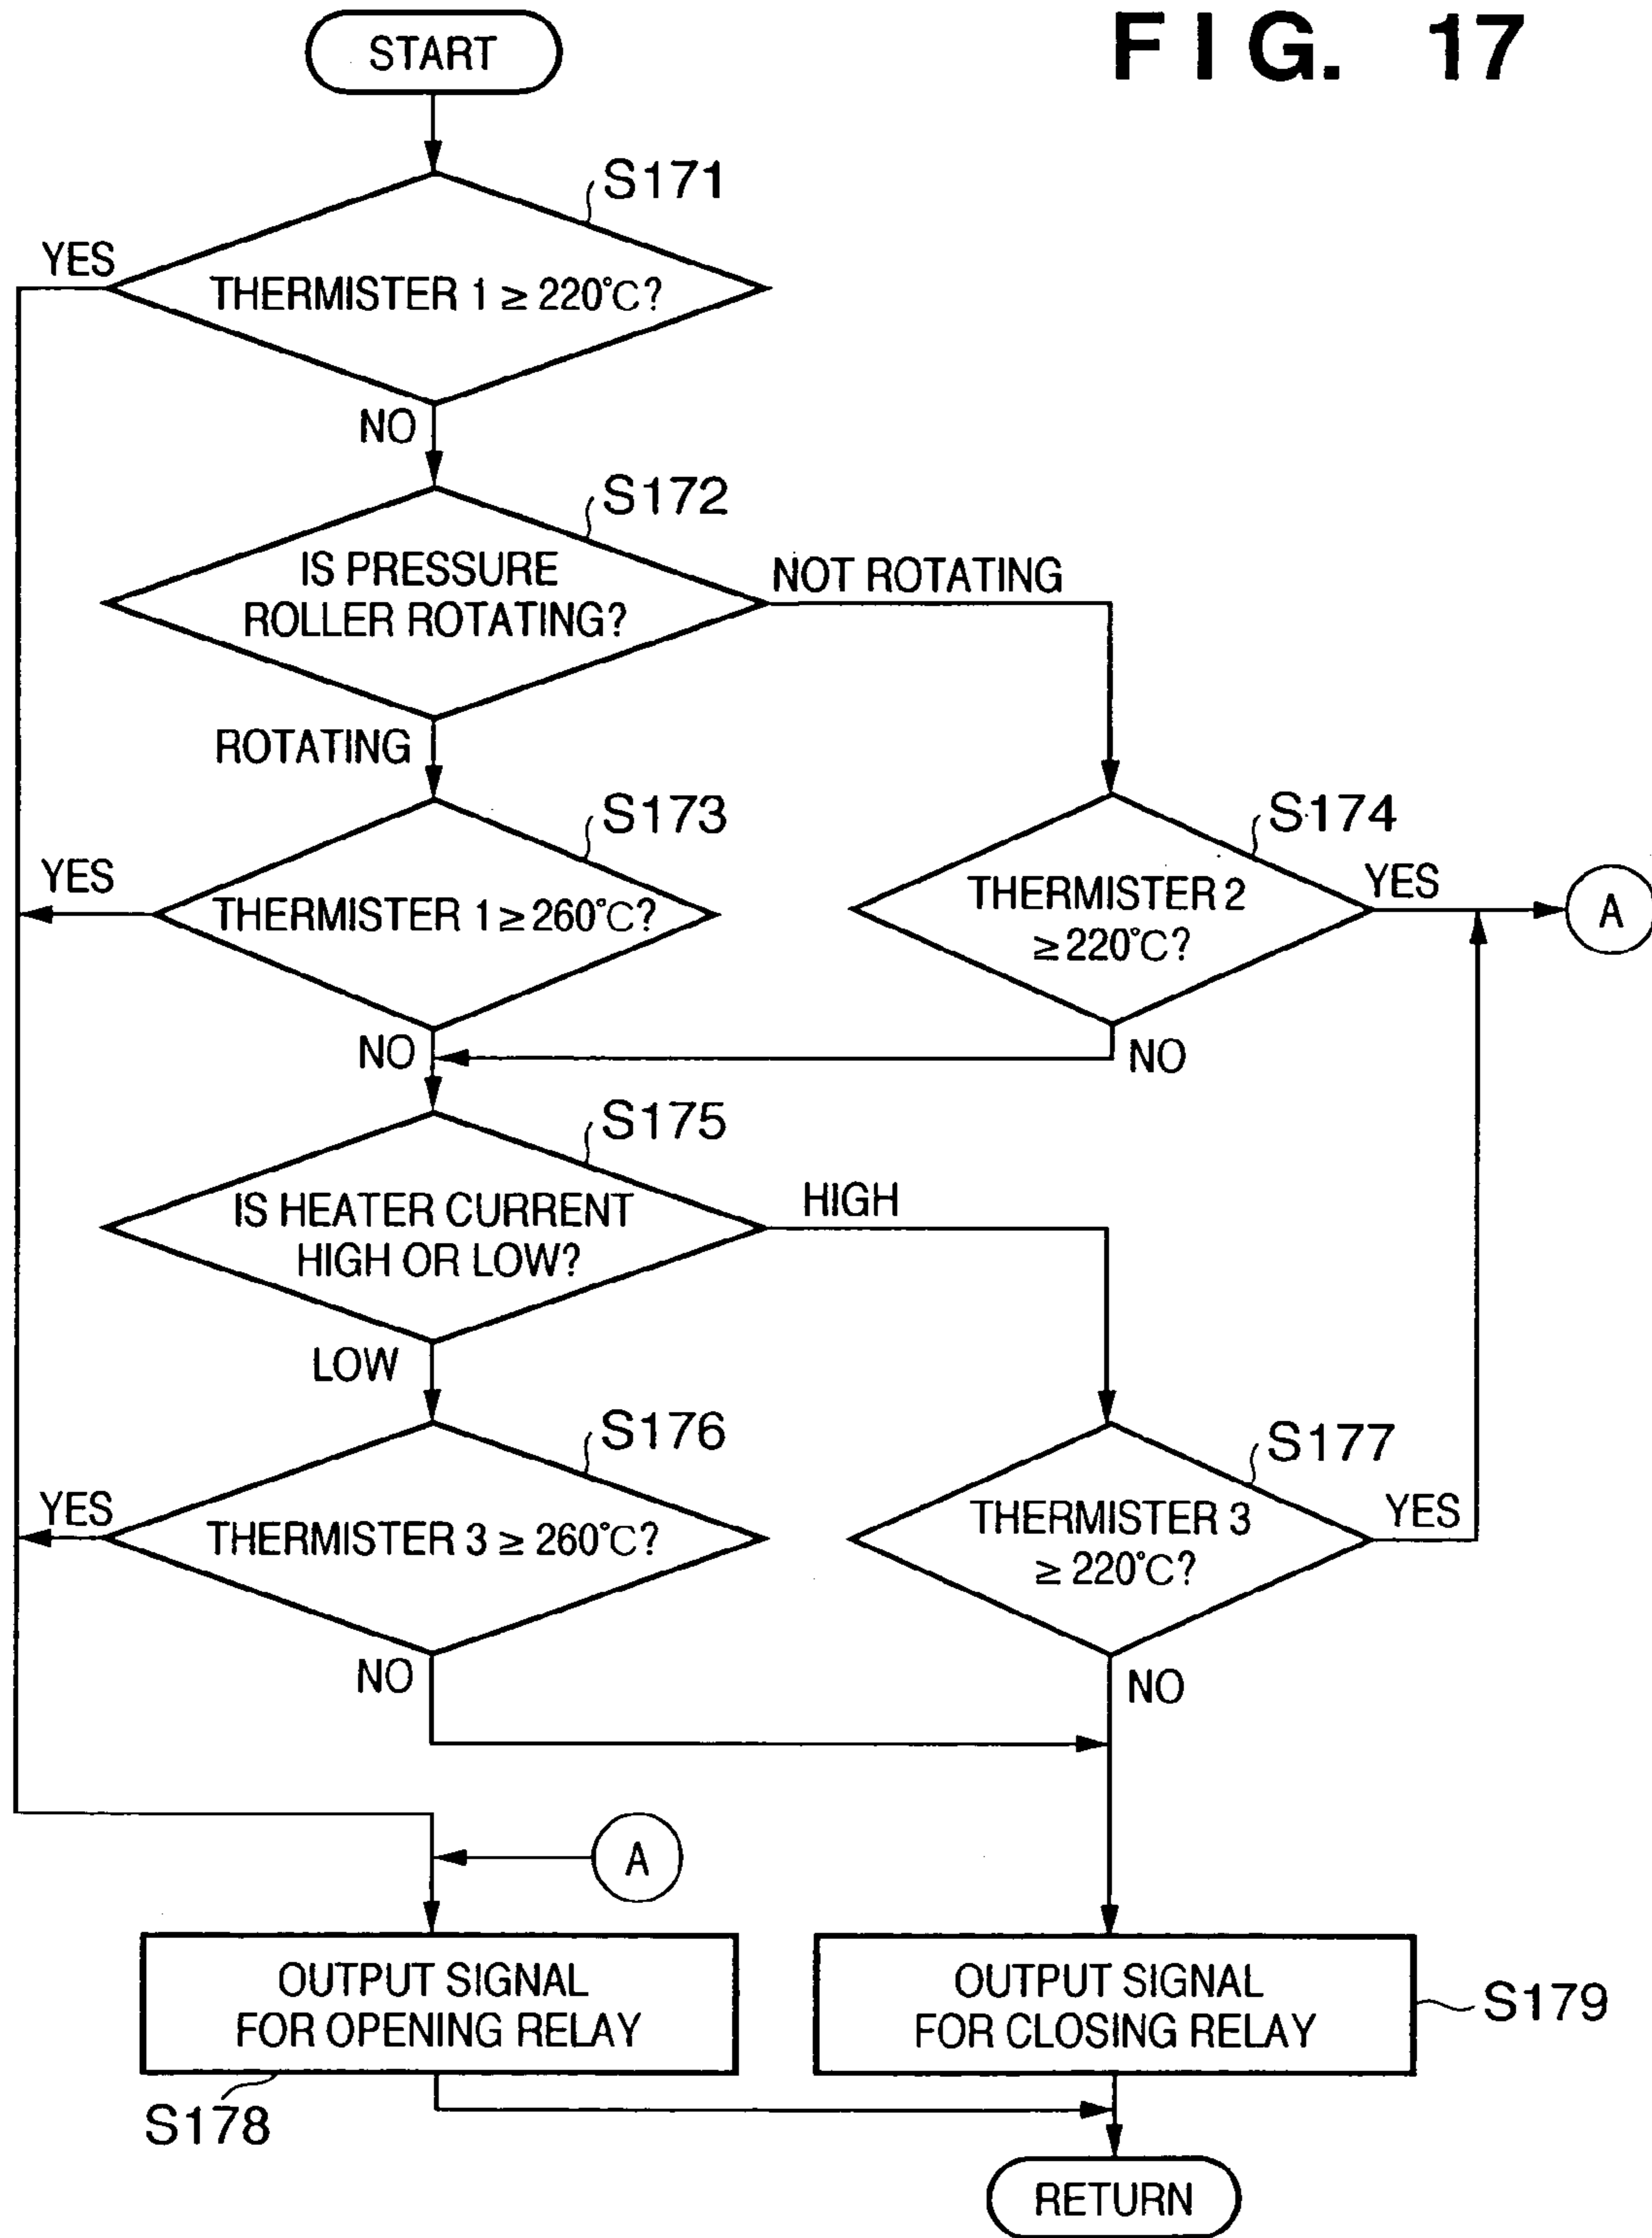 FIG. 17
START
S171
YES
THERMISTER 1 ≥ 220°C?
NO
S172
IS PRESSURE
ROLLER ROTATING?
NOT ROTATING
ROTATING
S173
S174
YES
THERMISTER 1 ≥ 260°C?
THERMISTER 2
≥ 220°C?
YES
A
NO
NO
S175
IS HEATER CURRENT
HIGH OR LOW?
HIGH
LOW
S176
S177
YES
THERMISTER 3 ≥ 260°C?
THERMISTER 3
≥ 220°C?
YES
NO
NO
A
OUTPUT SIGNAL
FOR OPENING RELAY
OUTPUT SIGNAL
FOR CLOSING RELAY
S179
S178
RETURN